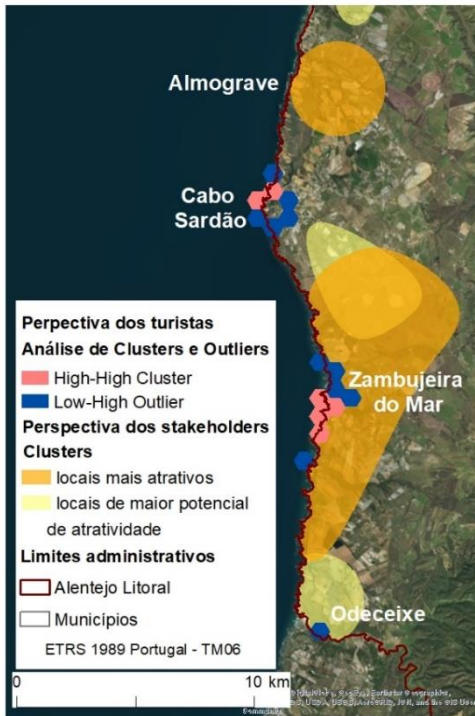 Almograve
Cabo
Sardão
Perpectiva dos turistas
Análise de Clusters e Outliers
High-High Cluster
Low-High Outlier
Perspectiva dos stakeholders
Clusters
locais mais atrativos
locais de maior potencial
de atratividade
Limites administrativos
Alentejo Litoral
Municípios
ETRS 1989 Portugal - TM06
Zambujeira
do Mar
Odeceixe
0 10 km